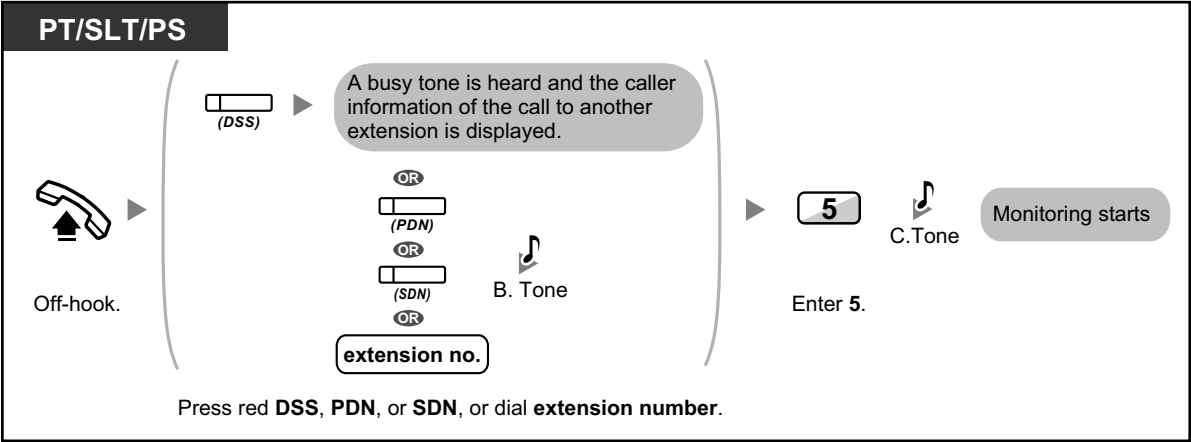 PT/SLT/PS
A busy tone is heard and the caller
information of the call to another
extension is displayed.
(DSS)
OR
(PDN)
OR
(SDN)
B. Tone
OR
extension no.
5
C.Tone
Monitoring starts
Off-hook.
Enter 5.
Press red DSS, PDN, or SDN, or dial extension number.